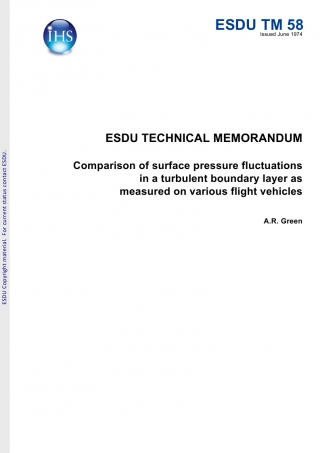 IHS
ESDU TM 58
Issued June 1974
ESDU TECHNICAL MEMORANDUM
Comparison of surface pressure fluctuations
in a turbulent boundary layer as
measured on various flight vehicles
A.R. Green
ESDU Copyright material. For current status contact ESDU.